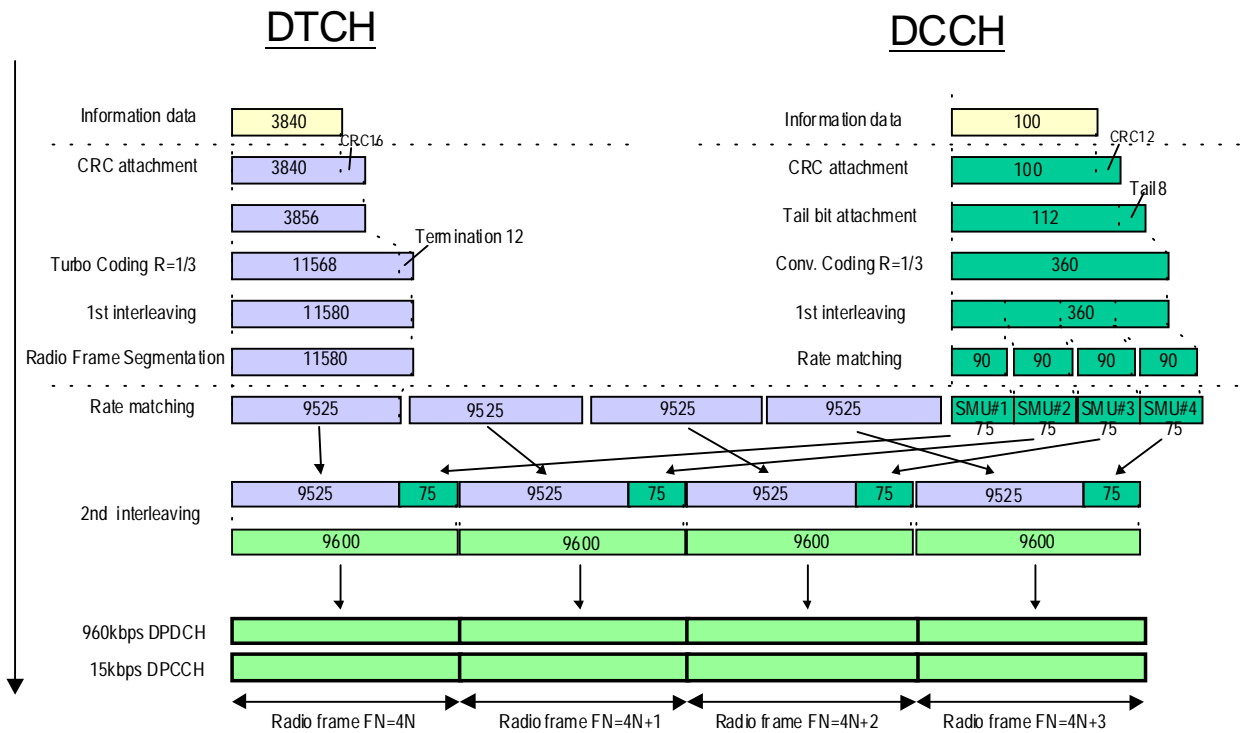 DTCH DCCH
Information data 3840 Information data 100
CRC16 CRC12
CRC attachment 3840 CRC attachment 100
Tail 8
3856 Tail bit attachment 112
Termination 12
Turbo Coding R=1/3 11568 Conv. Coding R=1/3 360
1st interleaving 11580 1st interleaving 360
Radio Frame Segmentation 11580 Rate matching 90 90 90 90
Rate matching 9525 9525 9525 9525 SMU#1 SMU#2 SMU#3 SMU#4
75 75 75 75
9525 75 9525 75 9525 75 9525 75
2nd interleaving
9600 9600 9600 9600
960kbps DPDCH
15kbps DPCCH
Radio frame FN=4N Radio frame FN=4N+1 Radio frame FN=4N+2 Radio frame FN=4N+3